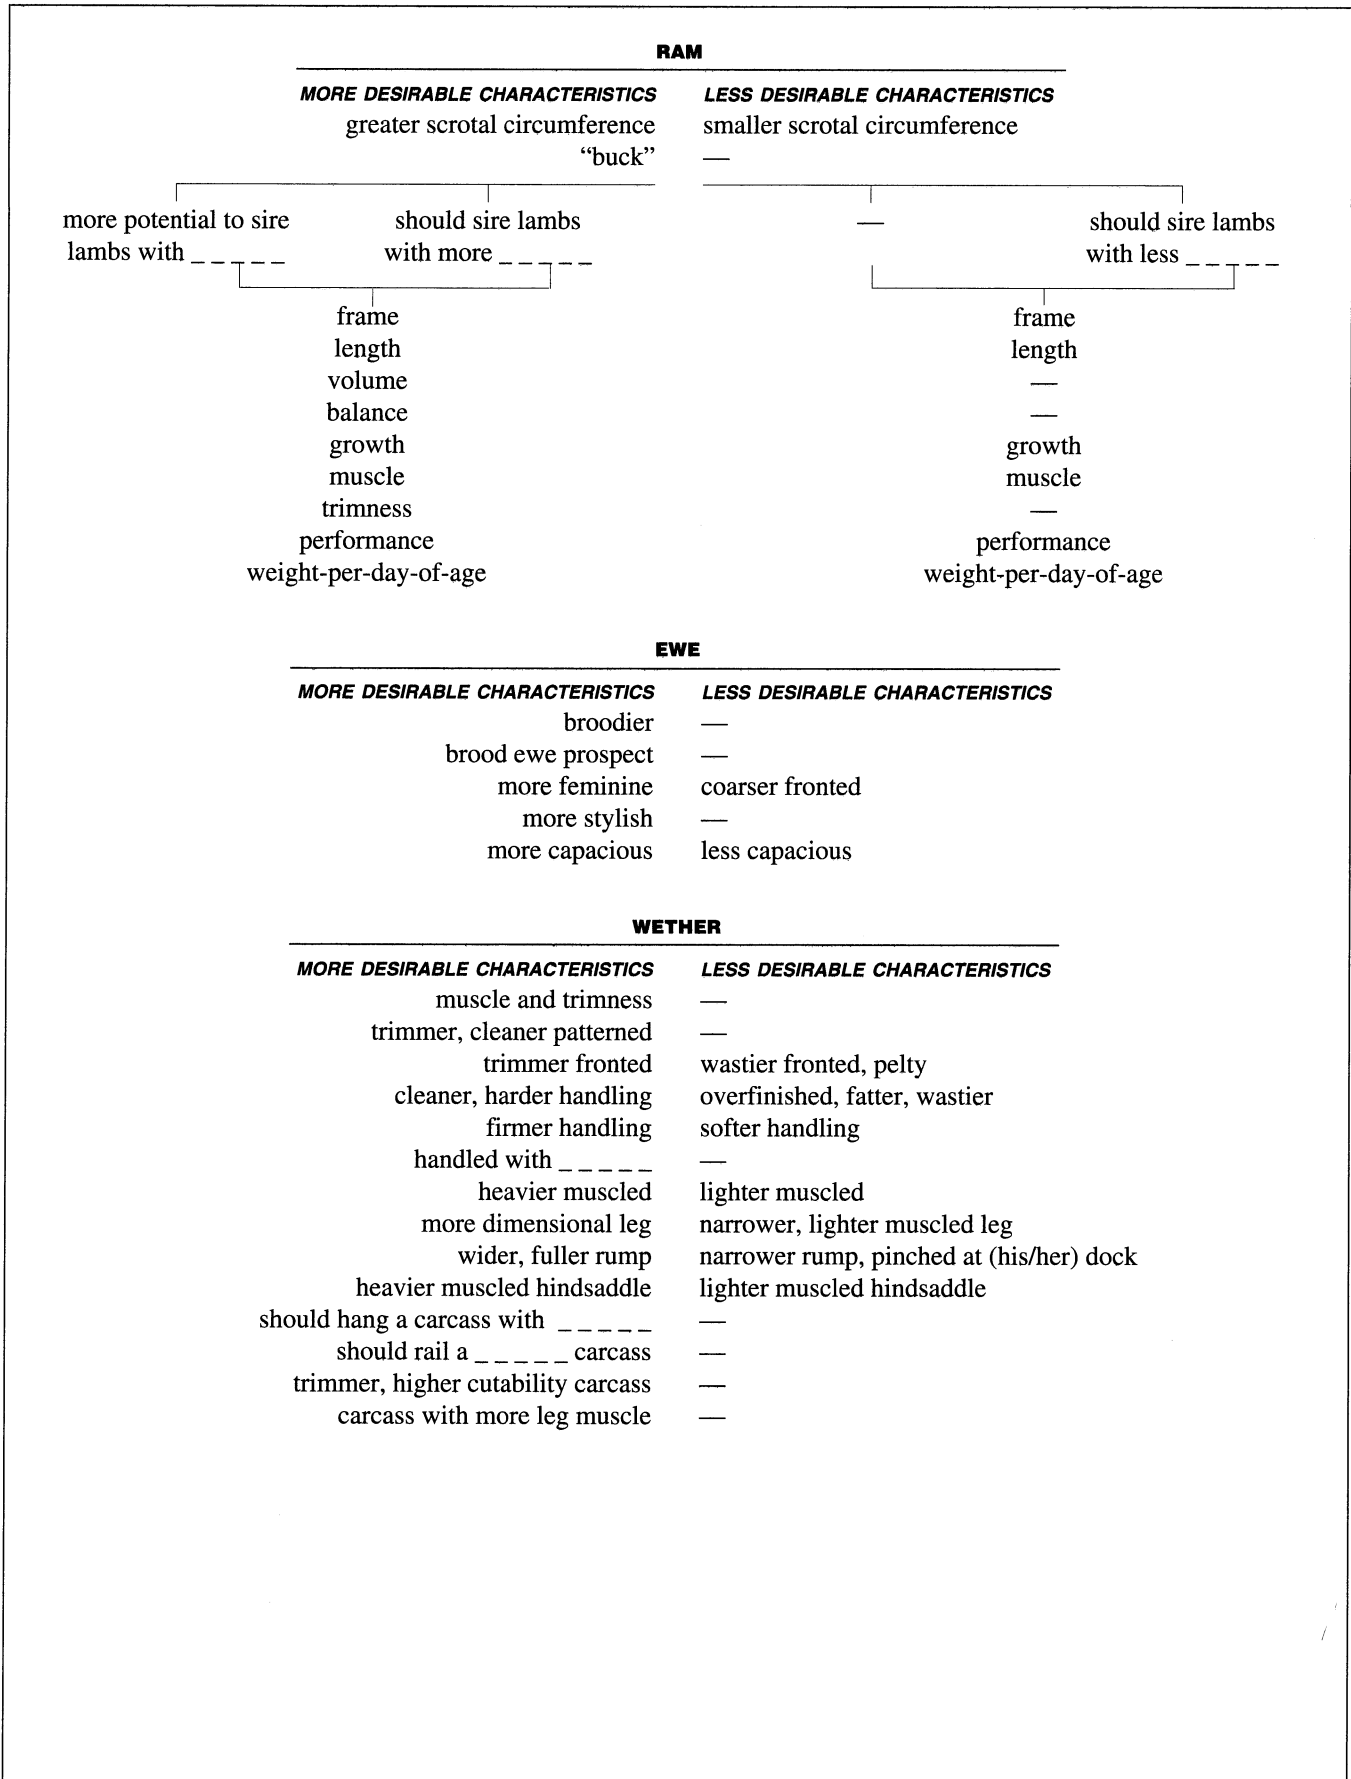 RAM
MORE DESIRABLE CHARACTERISTICS LESS DESIRABLE CHARACTERISTICS
greater scrotal circumference smaller scrotal circumference
“buck” —
more potential to sire should sire lambs — should sire lambs
lambs with _ _ _ _ _ with more _ _ _ _ _ with less _ _ _ _ _
frame frame
length length
volume —
balance —
growth growth
muscle muscle
trimness —
performance performance
weight-per-day-of-age weight-per-day-of-age
EWE
MORE DESIRABLE CHARACTERISTICS LESS DESIRABLE CHARACTERISTICS
broodier —
brood ewe prospect —
more feminine coarser fronted
more stylish —
more capacious less capacious
WETHER
MORE DESIRABLE CHARACTERISTICS LESS DESIRABLE CHARACTERISTICS
muscle and trimness —
trimmer, cleaner patterned —
trimmer fronted wastier fronted, pelty
cleaner, harder handling overfinished, fatter, wastier
firmer handling softer handling
handled with _ _ _ _ _ —
heavier muscled lighter muscled
more dimensional leg narrower, lighter muscled leg
wider, fuller rump narrower rump, pinched at (his/her) dock
heavier muscled hindsaddle lighter muscled hindsaddle
should hang a carcass with _ _ _ _ _ —
should rail a _ _ _ _ _ carcass —
trimmer, higher cutability carcass —
carcass with more leg muscle —